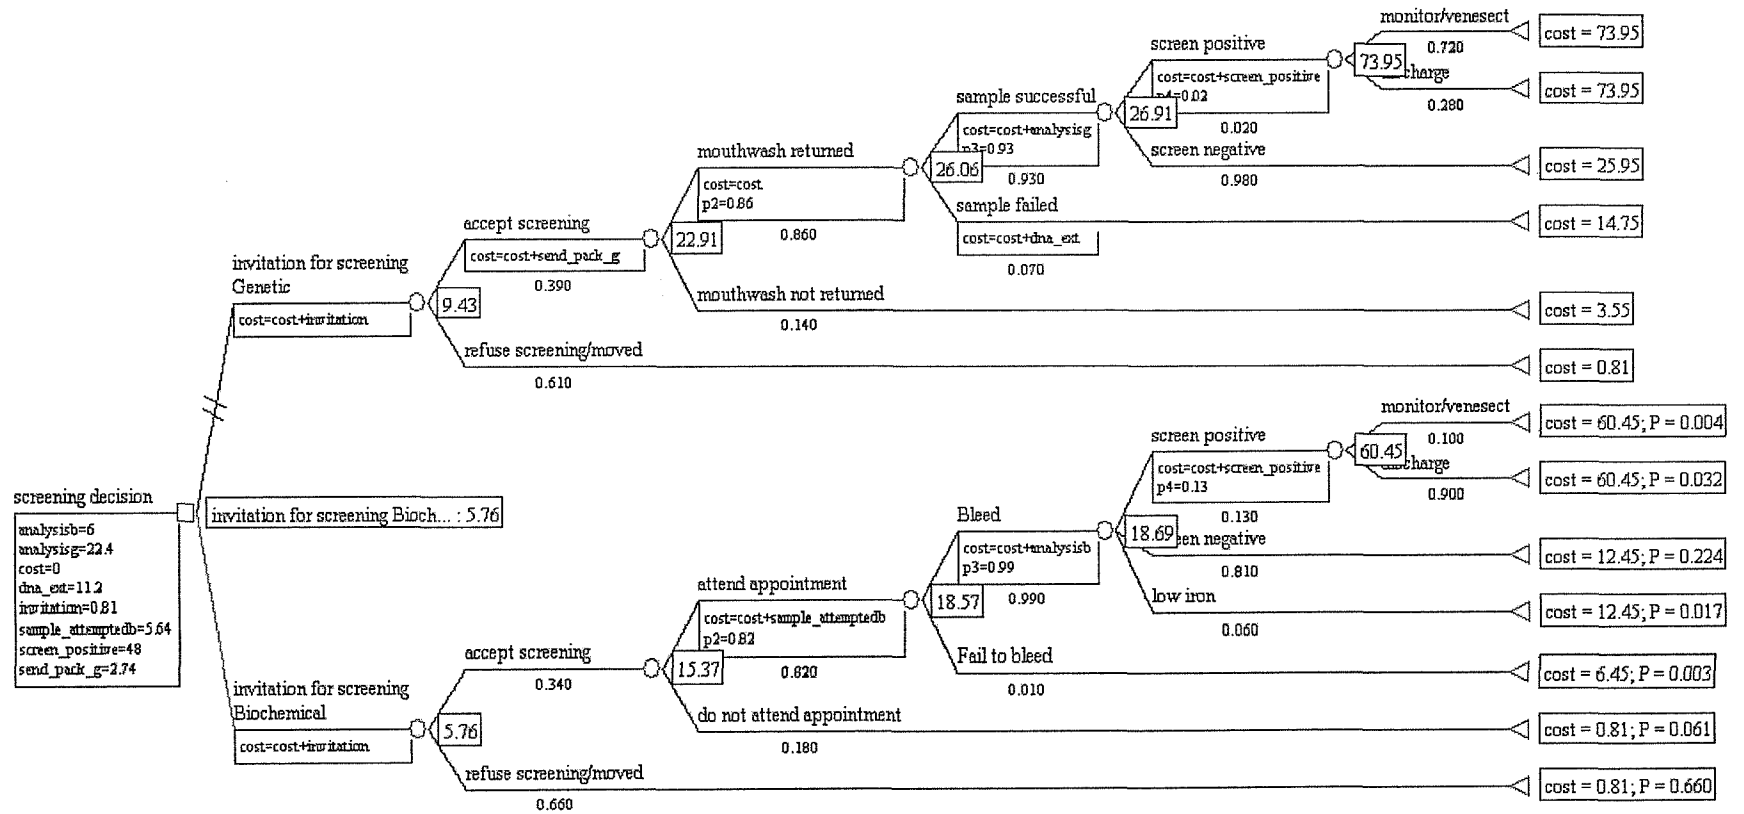 monitor/venesect
cost = 73.95
0.720
screen positive
73.95
charge
cost = 73.95
0.280
cost=cost+screen_positive
p4=0.02
0.020
sample successful
26.91
cost=cost+analysisg
p3=0.93
0.930
screen negative
cost = 25.95
0.980
mouthwash returned
26.06
cost=cost
p2=0.86
0.860
sample failed
cost = 14.75
cost=cost+dna_ext
0.070
accept screening
22.91
cost=cost+send_pack_g
0.390
mouthwash not returned
cost = 3.55
0.140
invitation for screening
Genetic
9.43
cost=cost+invitation
refuse screening/moved
cost = 0.81
0.610
monitor/venesect
cost = 60.45; P = 0.004
0.100
screen positive
60.45
charge
cost = 60.45; P = 0.032
0.900
cost=cost+screen_positive
p4=0.13
0.130
screening decision
invitation for screening Bioch... : 5.76
analysisb=6
analysisg=22.4
cost=0
dna_ext=11.2
invitation=0.81
sample_attemptedb=5.64
screen_positive=48
send_pack_g=2.74
Bleed
18.69
cost=cost+analysisb
p3=0.99
0.990
een negative
cost = 12.45; P = 0.224
0.810
low iron
cost = 12.45; P = 0.017
0.060
attend appointment
18.57
cost=cost+sample_attemptedb
p2=0.82
0.820
Fail to bleed
cost = 6.45; P = 0.003
0.010
accept screening
15.37
0.340
do not attend appointment
cost = 0.81; P = 0.061
0.180
invitation for screening
Biochemical
5.76
cost=cost+invitation
refuse screening/moved
cost = 0.81; P = 0.660
0.660